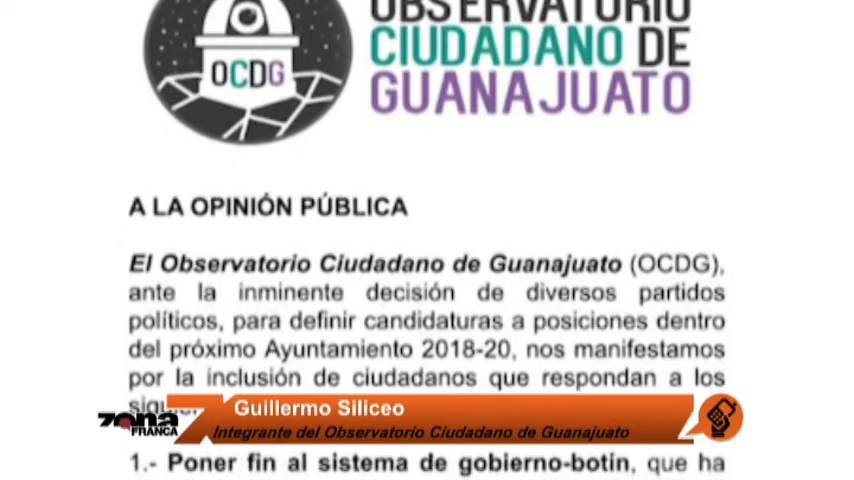 OBSERVATORIO
CIUDADANO DE
GUANAJUATO
OCDG
A LA OPINIÓN PÚBLICA
El Observatorio Ciudadano de Guanajuato (OCDG),
ante la inminente decisión de diversos partidos
políticos, para definir candidaturas a posiciones dentro
del próximo Ayuntamiento 2018-20, nos manifestamos
por la inclusión de ciudadanos que respondan a los
Guillermo Siliceo
Integrante del Observatorio Ciudadano de Guanajuato
zona
FRANCA
1.- Poner fin al sistema de gobierno-botín, que ha